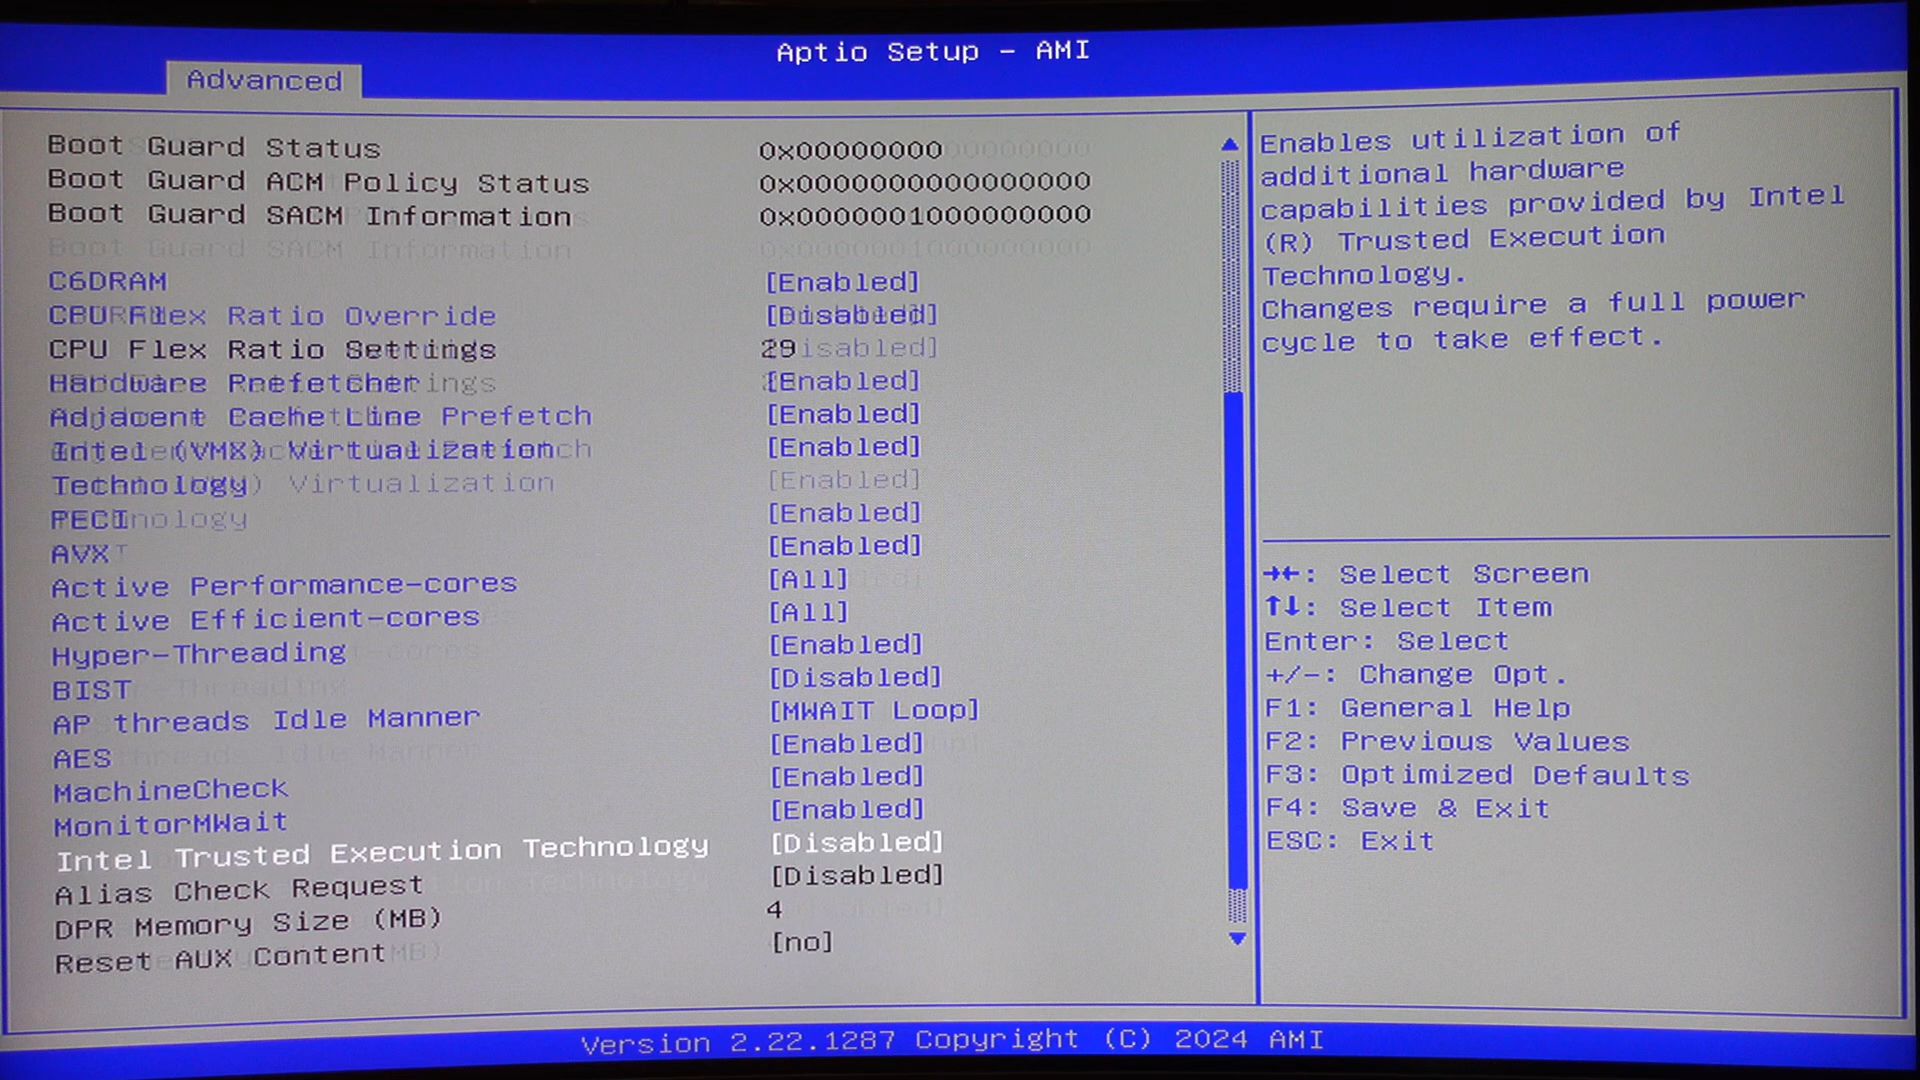 Aptio Setup - AMI
Advanced
Boot Guard Status 0x00000000
Boot Guard ACM Policy Status 0x0000000000000000
Boot Guard SACM Information 0x0000001000000000
C6DRAM [Enabled]
CPU Flex Ratio Override [Disabled]
CPU Flex Ratio Settings 29
Hardware Prefetcher [Enabled]
Adjacent Cache Line Prefetch [Enabled]
Intel (VMX) Virtualization [Enabled]
Technology
PECI [Enabled]
AVX [Enabled]
Active Performance-cores [All]
Active Efficient-cores [All]
Hyper-Threading [Enabled]
BIST [Disabled]
AP threads Idle Manner [MWAIT Loop]
AES [Enabled]
MachineCheck [Enabled]
MonitorMWait [Enabled]
Intel Trusted Execution Technology [Disabled]
Alias Check Request [Disabled]
DPR Memory Size (MB) 4
Reset AUX Content [no]
Enables utilization of
additional hardware
capabilities provided by Intel
(R) Trusted Execution
Technology.
Changes require a full power
cycle to take effect.
→←: Select Screen
↑↓: Select Item
Enter: Select
+/-: Change Opt.
F1: General Help
F2: Previous Values
F3: Optimized Defaults
F4: Save & Exit
ESC: Exit
Version 2.22.1287 Copyright (C) 2024 AMI